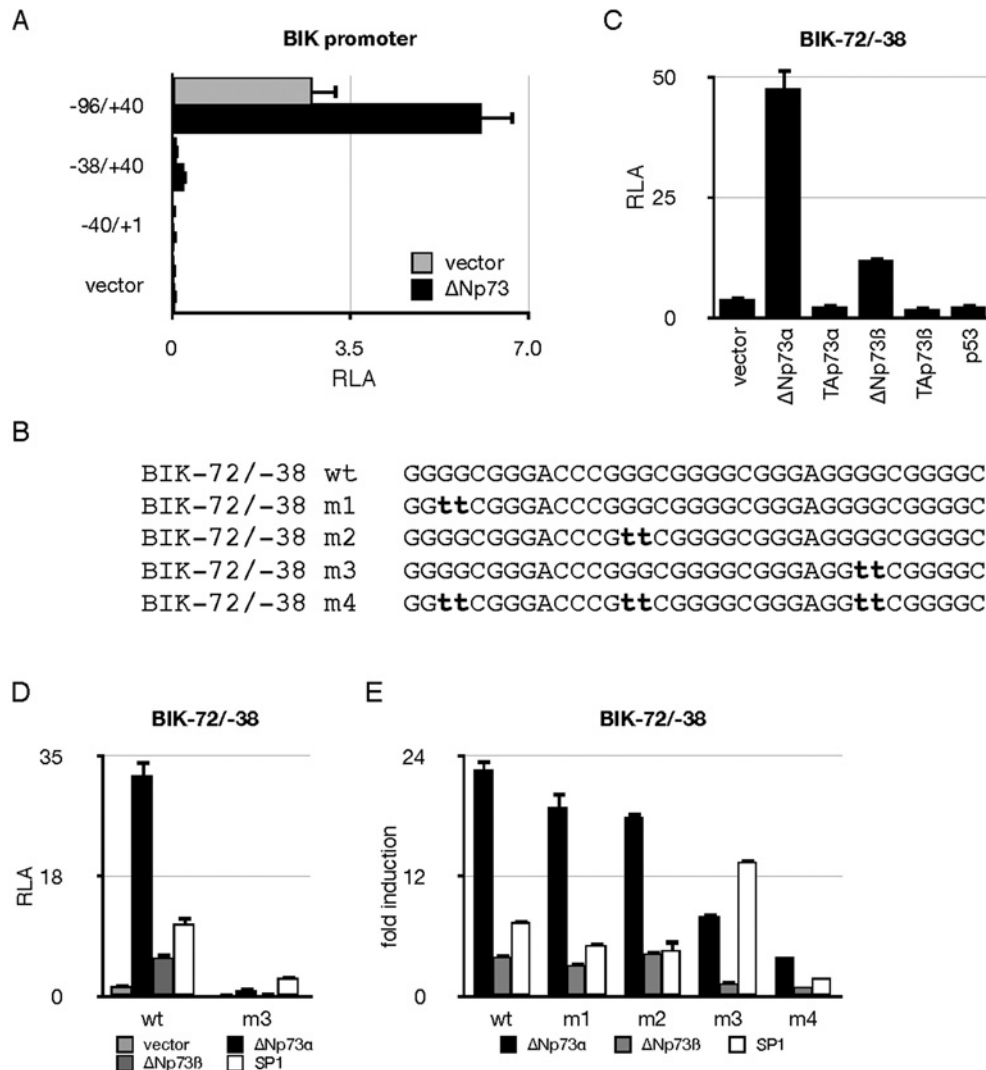 A
BIK promoter
-96/+40
-38/+40
-40/+1
vector
vector
ΔNp73
0 3.5 7.0
RLA
C
BIK-72/-38
50
25
0
RLA
vector
ΔNp73α
TAp73α
ΔNp73ß
TAp73ß
p53
B
BIK-72/-38 wt GGGGCGGGACCCGGGCGGGGCGGGAGGGGCGGGGC
BIK-72/-38 m1 GGttCGGGACCCGGGCGGGGCGGGAGGGGCGGGGC
BIK-72/-38 m2 GGGGCGGGACCCGttCGGGGCGGGAGGGGCGGGGC
BIK-72/-38 m3 GGGGCGGGACCCGGGCGGGGCGGGAGGttCGGGGC
BIK-72/-38 m4 GGttCGGGACCCGttCGGGGCGGGAGGttCGGGGC
D
BIK-72/-38
35
18
0
RLA
wt m3
vector ΔNp73α
ΔNp73ß SP1
E
BIK-72/-38
24
12
0
fold induction
wt m1 m2 m3 m4
ΔNp73α ΔNp73ß SP1